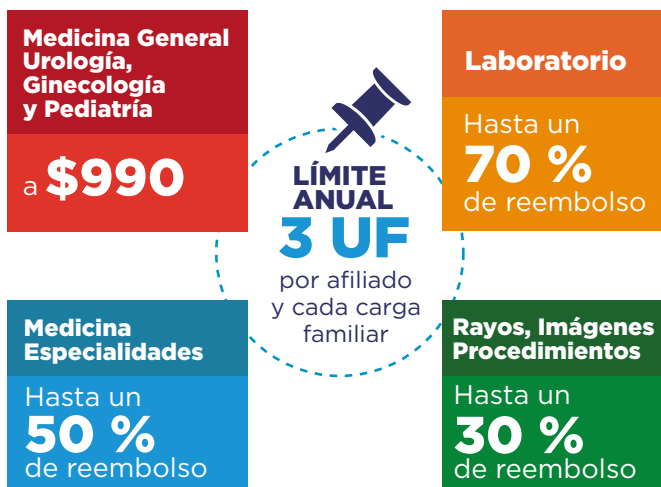 Medicina General
Urología,
Ginecología
y Pediatría
a $990
LÍMITE
ANUAL
3 UF
por afiliado
y cada carga
familiar
Laboratorio
Hasta un
70 %
de reembolso
Medicina
Especialidades
Hasta un
50 %
de reembolso
Rayos, Imágenes
Procedimientos
Hasta un
30 %
de reembolso